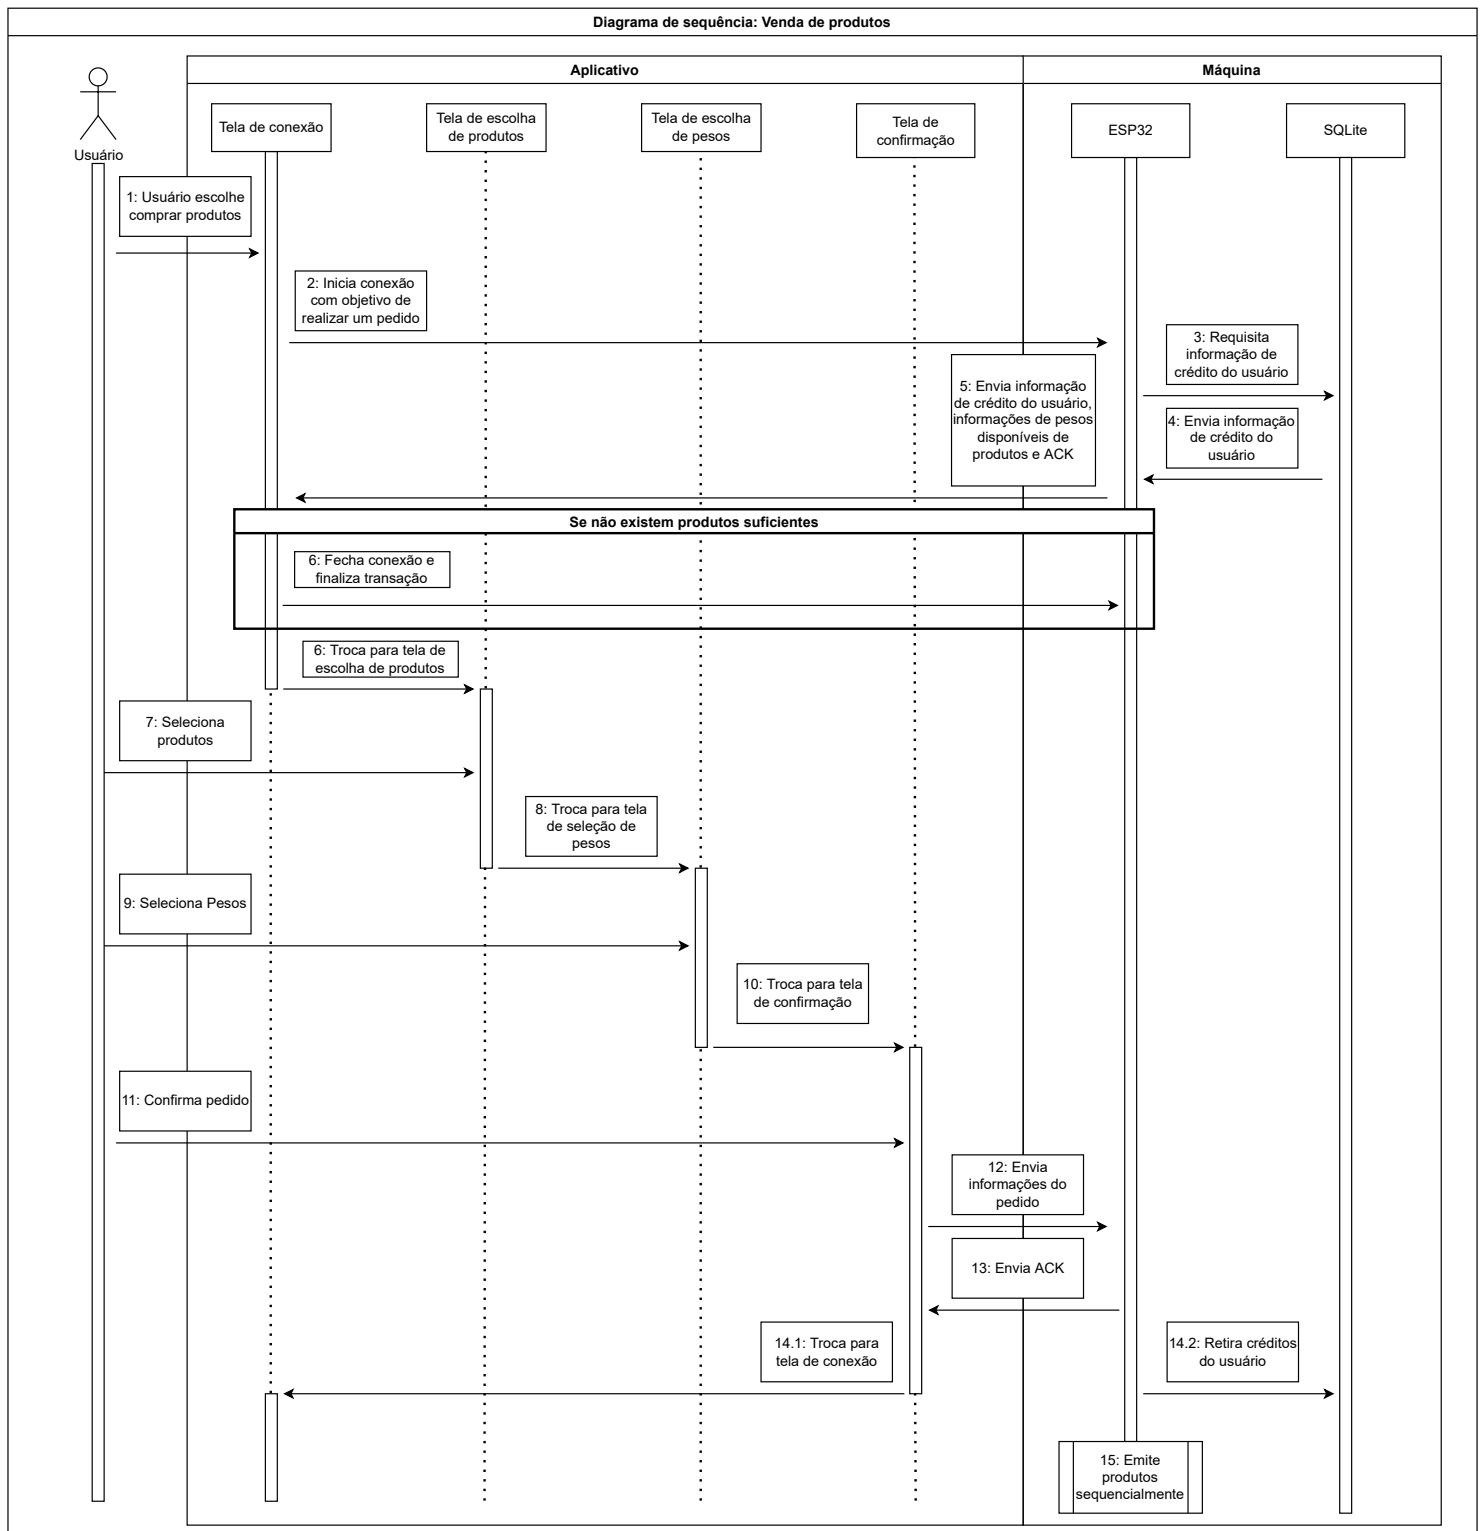 Diagrama de sequência: Venda de produtos
Aplicativo
Máquina
Usuário
Tela de conexão
Tela de escolha
de produtos
Tela de escolha
de pesos
Tela de
confirmação
ESP32
SQLite
1: Usuário escolhe
comprar produtos
2: Inicia conexão
com objetivo de
realizar um pedido
3: Requisita
informação de
crédito do usuário
4: Envia informação
de crédito do
usuário
5: Envia informação
de crédito do usuário,
informações de pesos
disponíveis de
produtos e ACK
Se não existem produtos suficientes
6: Fecha conexão e
finaliza transação
6: Troca para tela de
escolha de produtos
7: Seleciona
produtos
8: Troca para tela
de seleção de
pesos
9: Seleciona Pesos
10: Troca para tela
de confirmação
11: Confirma pedido
12: Envia
informações do
pedido
13: Envia ACK
14.1: Troca para
tela de conexão
14.2: Retira créditos
do usuário
15: Emite
produtos
sequencialmente